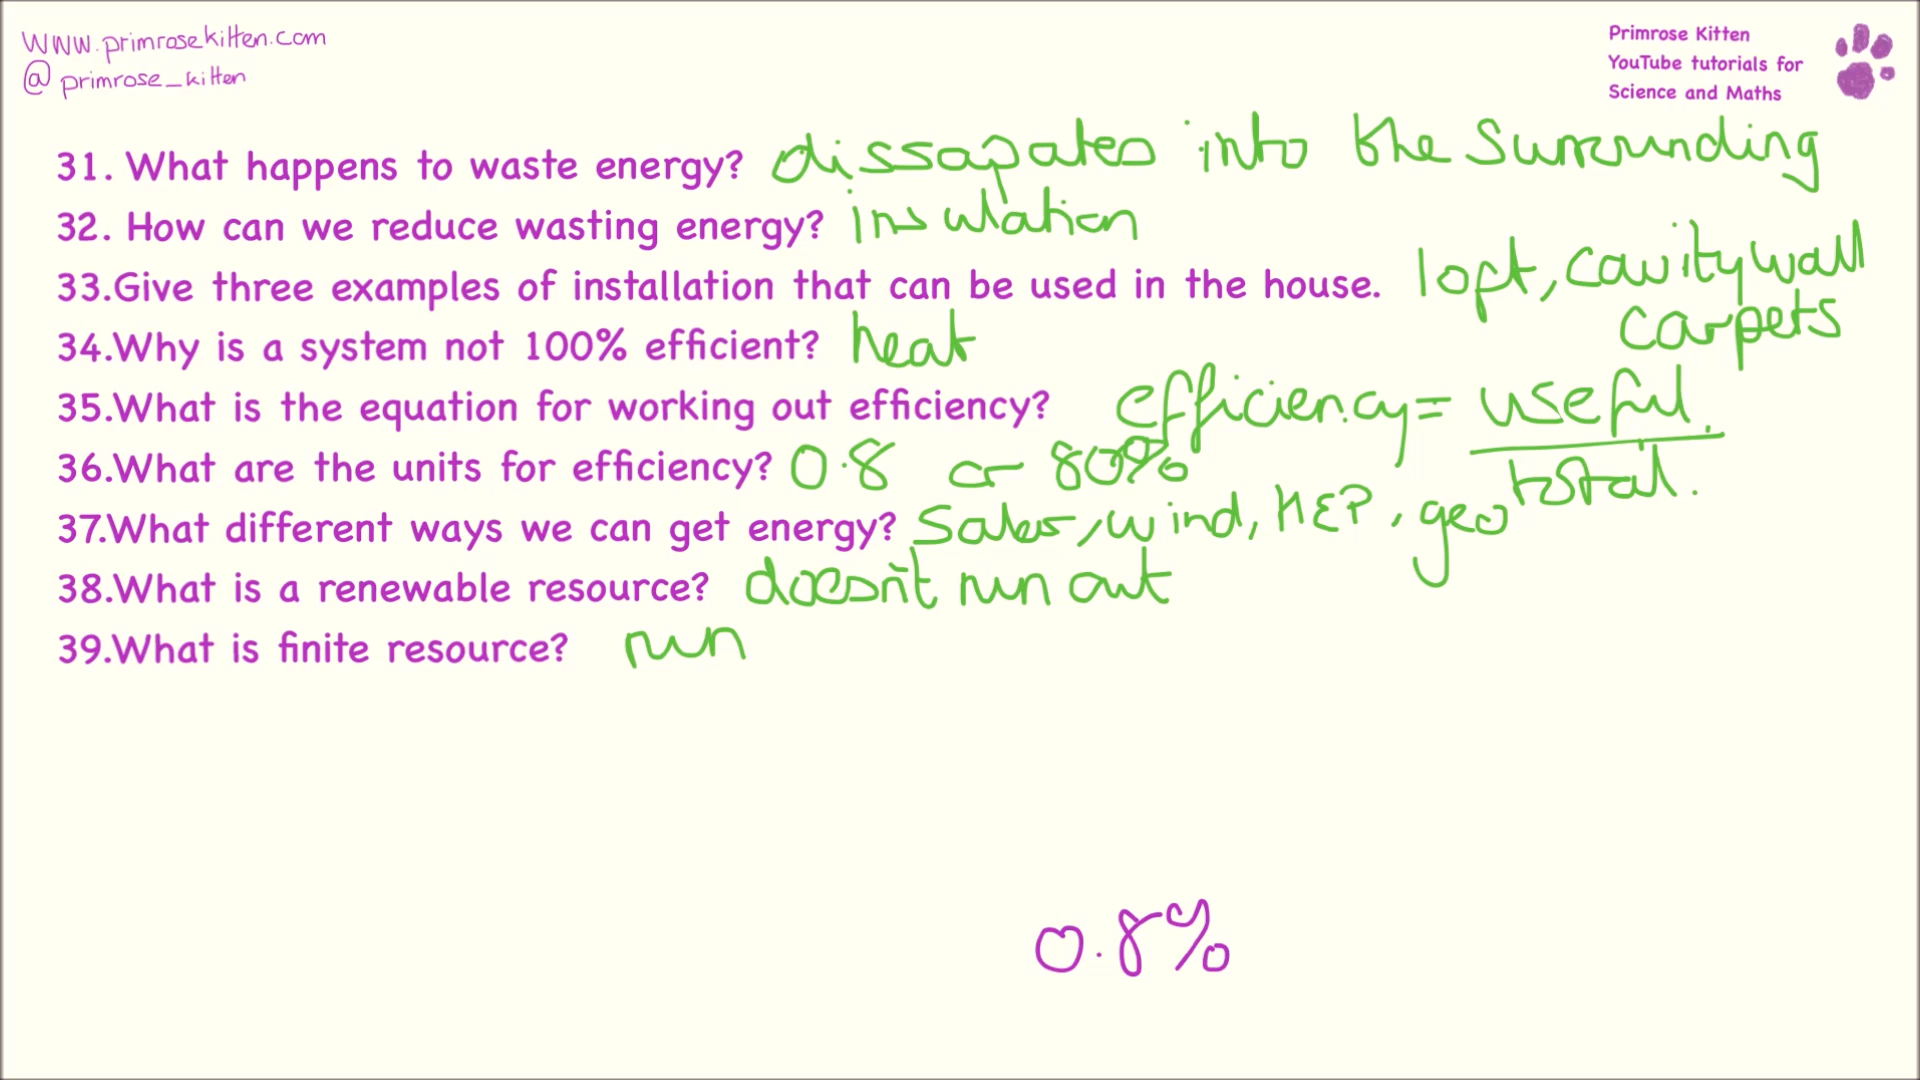 www.primrosekitten.com
@primrose_kitten
Primrose Kitten
YouTube tutorials for
Science and Maths
31. What happens to waste energy? dissapates into the Surrounding
32. How can we reduce wasting energy? insulation
33.Give three examples of installation that can be used in the house. loft, cavity wall
carpets
34.Why is a system not 100% efficient? heat
35.What is the equation for working out efficiency? efficiency = useful
total.
36.What are the units for efficiency? 0.8 or 80%
37.What different ways we can get energy? Solar, wind, HEP, geo
38.What is a renewable resource? doesn't run out
39.What is finite resource? run
0.8%